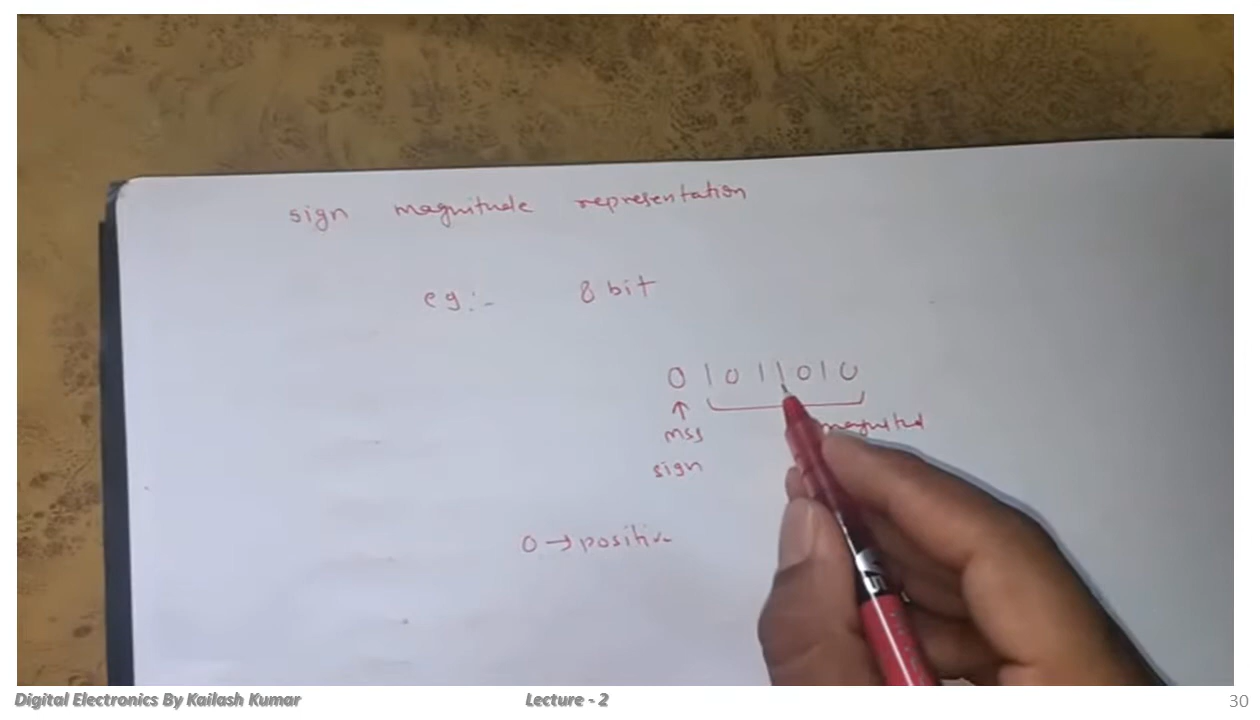 sign magnitude representation
eg:- 8 bit
0 1 0 1 1 0 1 0
↑
MSB
sign
0 → positive
Digital Electronics By Kailash Kumar
Lecture - 2
30